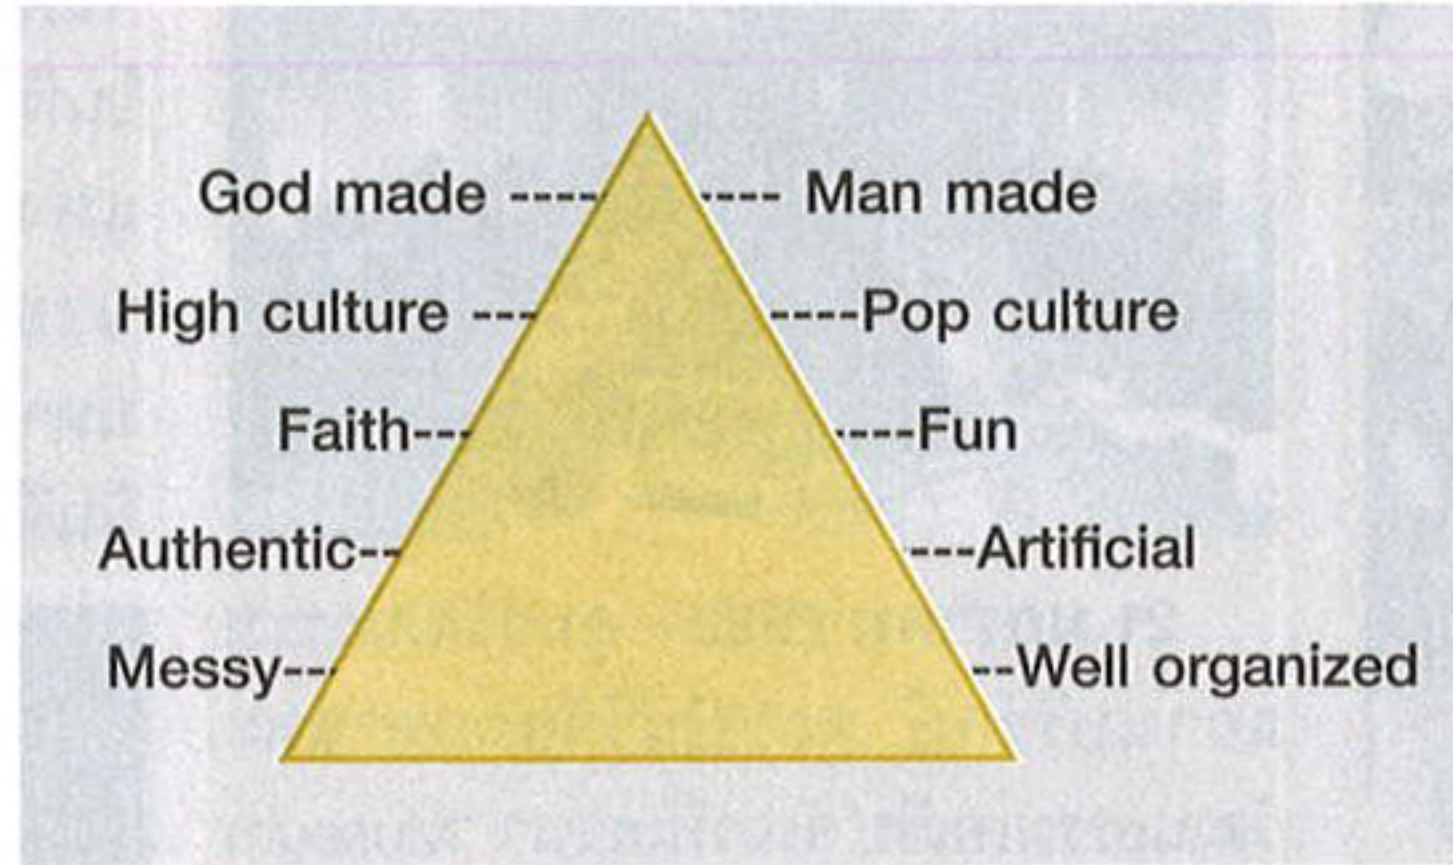 God made ---- ---- Man made
High culture --- ----Pop culture
Faith--- ----Fun
Authentic-- ---Artificial
Messy--- --Well organized